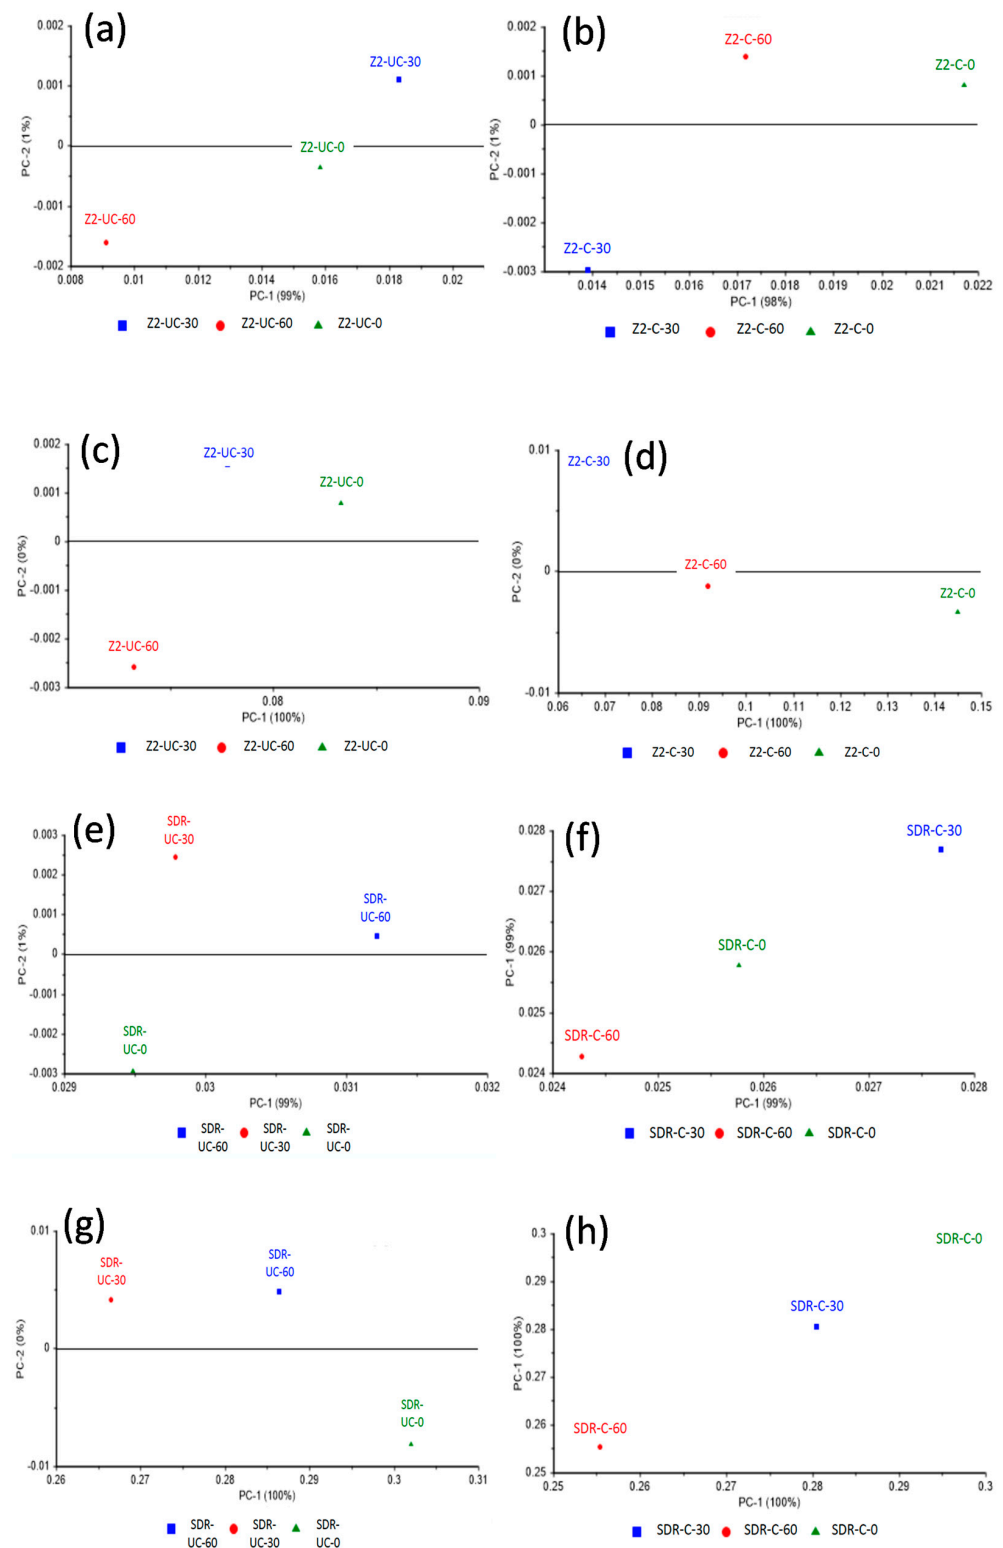 (a)
0.002
0.001
0
-0.001
-0.002
PC-2 (1%)
Z2-UC-30
Z2-UC-0
Z2-UC-60
0.008 0.01 0.012 0.014 0.016 0.018 0.02
PC-1 (99%)
Z2-UC-30 Z2-UC-60 Z2-UC-0
(b)
0.002
0.001
0
-0.001
-0.002
-0.003
PC-2 (1%)
Z2-C-60
Z2-C-0
Z2-C-30
0.014 0.015 0.016 0.017 0.018 0.019 0.02 0.021 0.022
PC-1 (98%)
Z2-C-30 Z2-C-60 Z2-C-0
(c)
0.002
0.001
0
-0.001
-0.002
-0.003
PC-2 (0%)
Z2-UC-30
Z2-UC-0
Z2-UC-60
0.08 0.09
PC-1 (100%)
Z2-UC-30 Z2-UC-60 Z2-UC-0
(d)
0.01
0
-0.01
PC-2 (0%)
Z2-C-30
Z2-C-60
Z2-C-0
0.06 0.07 0.08 0.09 0.1 0.11 0.12 0.13 0.14 0.15
PC-1 (100%)
Z2-C-30 Z2-C-60 Z2-C-0
(e)
0.003
0.002
0.001
0
-0.001
-0.002
-0.003
PC-2 (1%)
SDR-
UC-30
SDR-
UC-60
SDR-
UC-0
0.029 0.03 0.031 0.032
PC-1 (99%)
SDR- SDR- SDR-
UC-60 UC-30 UC-0
(f)
0.028
0.027
0.026
0.025
0.024
PC-1 (99%)
SDR-C-30
SDR-C-0
SDR-C-60
0.024 0.025 0.026 0.027 0.028
PC-1 (99%)
SDR-C-30 SDR-C-60 SDR-C-0
(g)
0.01
0
-0.01
PC-2 (0%)
SDR-
UC-60
SDR-
UC-30
SDR-
UC-0
0.26 0.27 0.28 0.29 0.3 0.31
PC-1 (100%)
SDR- SDR- SDR-
UC-60 UC-30 UC-0
(h)
0.3
0.29
0.28
0.27
0.26
0.25
PC-1 (100%)
SDR-C-0
SDR-C-30
SDR-C-60
0.25 0.26 0.27 0.28 0.29 0.3
PC-1 (100%)
SDR-C-30 SDR-C-60 SDR-C-0